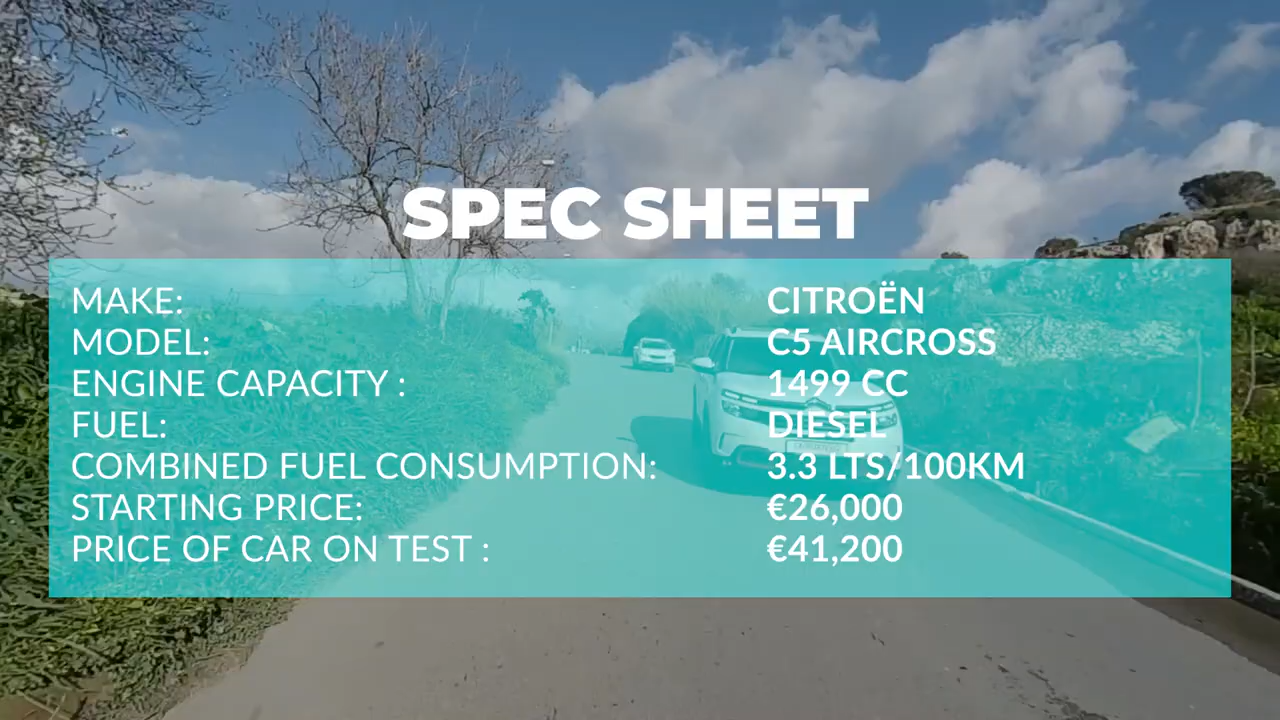 SPEC SHEET
MAKE: CITROËN
MODEL: C5 AIRCROSS
ENGINE CAPACITY : 1499 CC
FUEL: DIESEL
COMBINED FUEL CONSUMPTION: 3.3 LTS/100KM
STARTING PRICE: €26,000
PRICE OF CAR ON TEST : €41,200